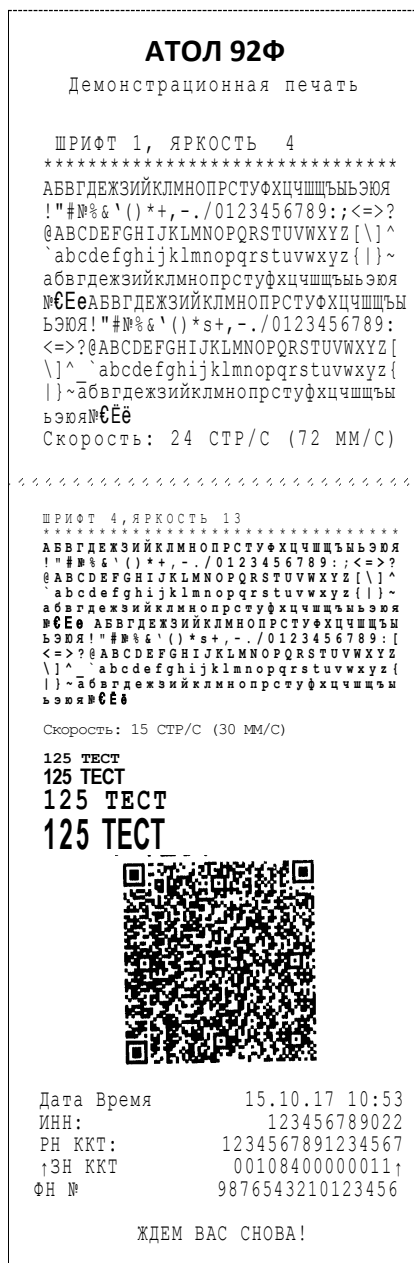 АТОЛ 92Ф
Демонстрационная печать
ШРИФТ 1, ЯРКОСТЬ 4
********************************
АБВГДЕЖЗИЙКЛМНОПРСТУФХЦЧШЩЪЫЬЭЮЯ
!"#№%&`()*+,-./0123456789:;<=>?
@ABCDEFGHIJKLMNOPQRSTUVWXYZ[\]^
`abcdefghijklmnopqrstuvwxyz{|}~
абвгдежзийклмнопрстуфхцчшщъыьэюя
№€ЕеАБВГДЕЖЗИЙКЛМНОПРСТУФХЦЧШЩЪЫ
ЬЭЮЯ!"#№%&`()*s+,-./0123456789:
<=>?@ABCDEFGHIJKLMNOPQRSTUVWXYZ[
\]^_`abcdefghijklmnopqrstuvwxyz{
|}~абвгдежзийклмнопрстуфхцчшщъы
ьэюя№€Ёё
Скорость: 24 СТР/С (72 ММ/С)
ШРИФТ 4,ЯРКОСТЬ 13
********************************
АБВГДЕЖЗИЙКЛМНОПРСТУФХЦЧШЩЪЫЬЭЮЯ
!"#№%&`()*+,-./0123456789:;<=>?
@ABCDEFGHIJKLMNOPQRSTUVWXYZ[\]^
`abcdefghijklmnopqrstuvwxyz{|}~
абвгдежзийклмнопрстуфхцчшщъыьэюя
№€Ее АБВГДЕЖЗИЙКЛМНОПРСТУФХЦЧШЩЪЫ
ЬЭЮЯ!"#№%&`()*s+,-./0123456789:[
<=>?@ABCDEFGHIJKLMNOPQRSTUVWXYZ
\]^_`abcdefghijklmnopqrstuvwxyz{
|}~абвгдежзийклмнопрстуфхцчшщъы
ьэюя№€Ёё
Скорость: 15 СТР/С (30 ММ/С)
125 ТЕСТ
125 ТЕСТ
125 ТЕСТ
125 ТЕСТ
Дата Время 15.10.17 10:53
ИНН: 123456789022
РН ККТ: 1234567891234567
↑ЗН ККТ 00108400000011↑
ФН № 9876543210123456
ЖДЕМ ВАС СНОВА!